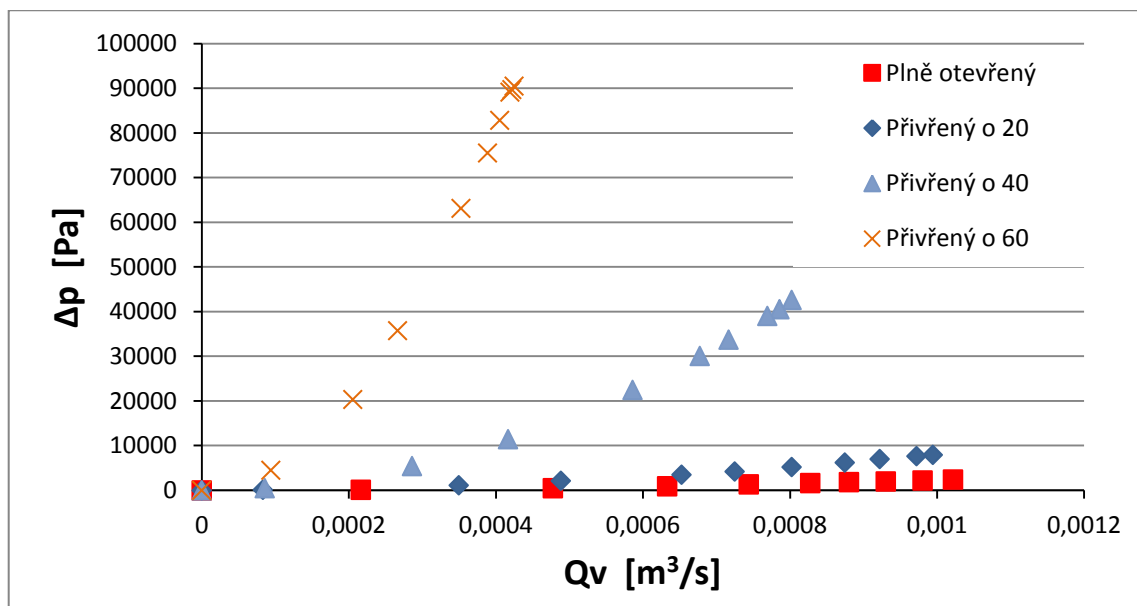 100000
90000
80000
70000
60000
50000
40000
30000
20000
10000
0
Δp [Pa]
Plně otevřený
Přivřený o 20
Přivřený o 40
Přivřený o 60
0 0,0002 0,0004 0,0006 0,0008 0,001 0,0012
Qv [m³/s]